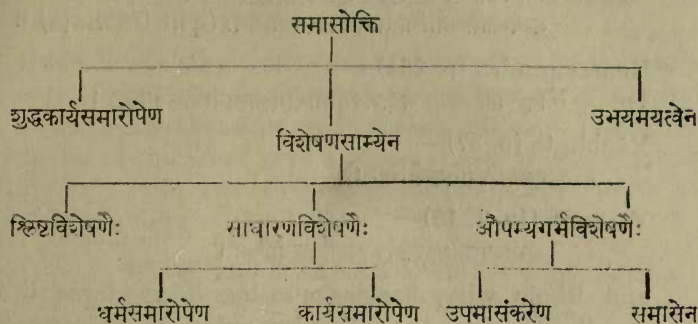 समासोक्ति
शुद्धकार्यसमारोपेण
उभयमयत्वेन
विशेषणसाम्येन
श्लिष्टविशेषणैः
साधारणविशेषणैः
औपम्यगर्भविशेषणैः
धर्मसमारोपेण
कार्यसमारोपेण
उपमासंकरेण
समासेन